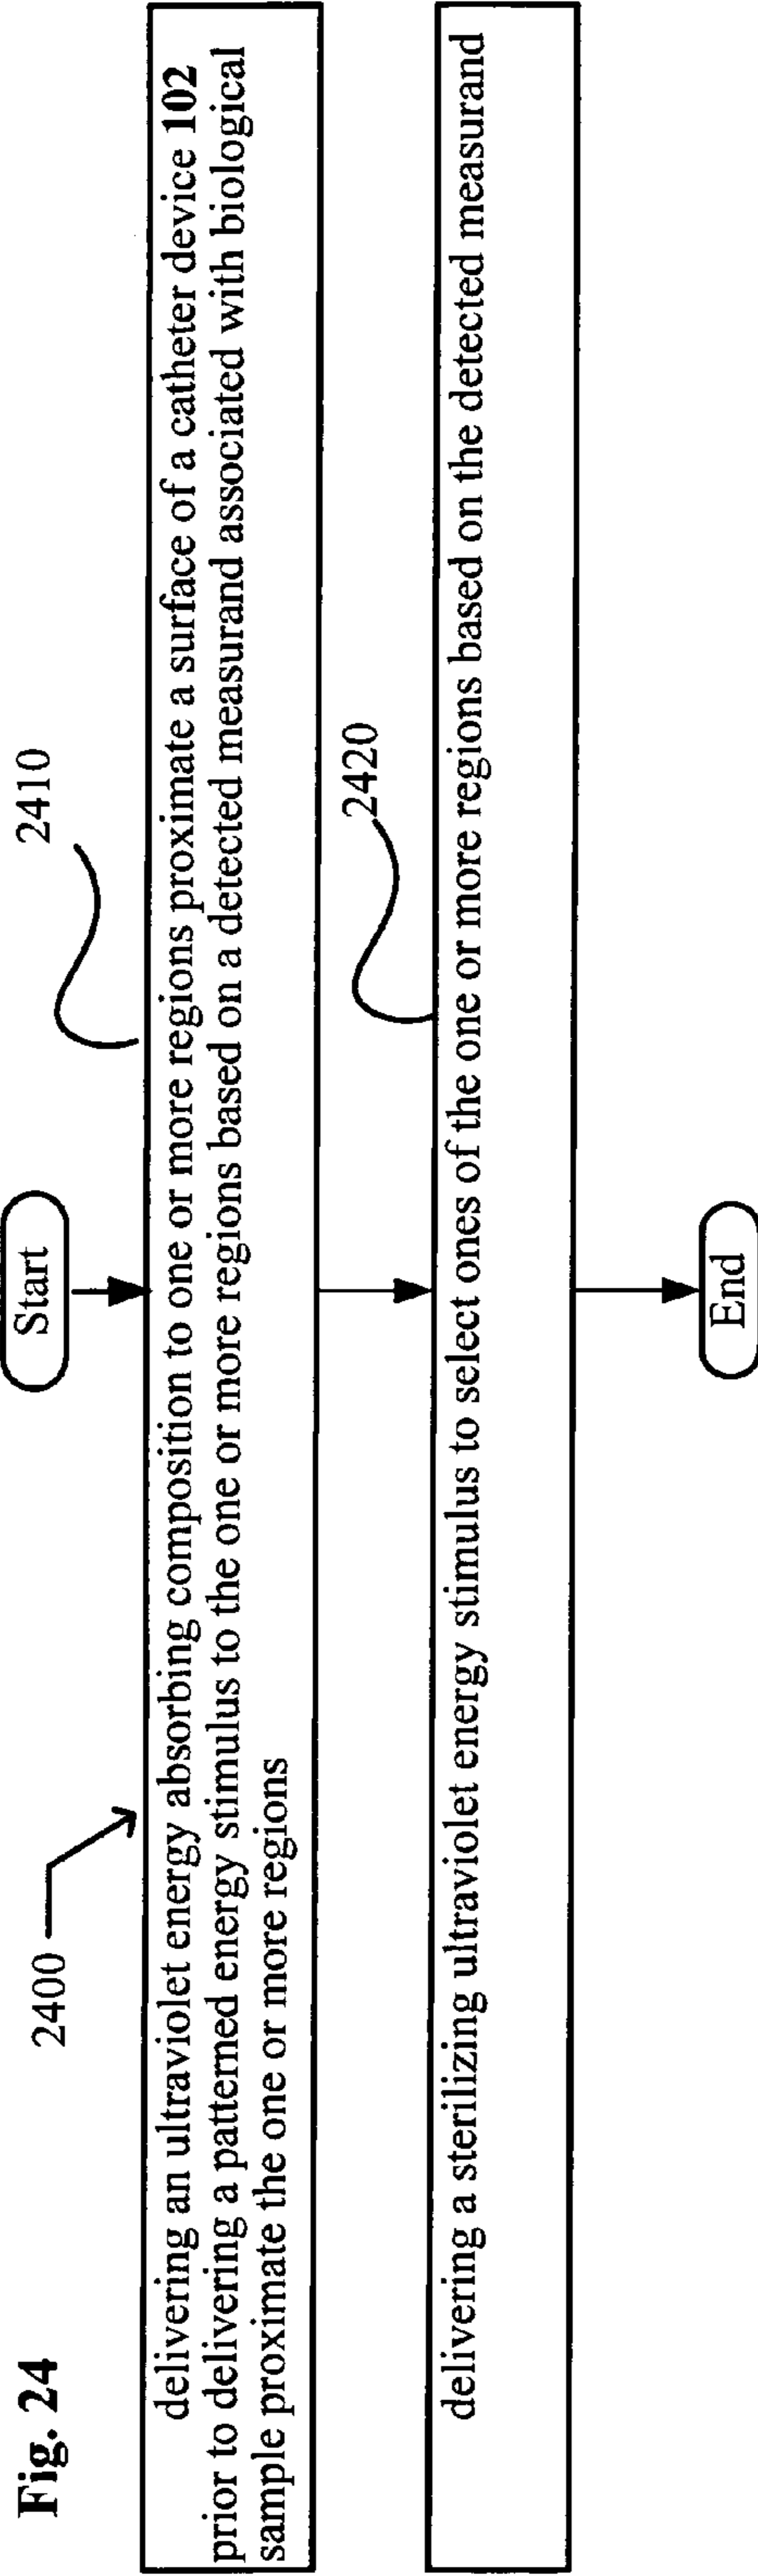 Fig. 24
Start
2400
2410
delivering an ultraviolet energy absorbing composition to one or more regions proximate a surface of a catheter device 102
prior to delivering a patterned energy stimulus to the one or more regions based on a detected measurand associated with biological
sample proximate the one or more regions
2420
delivering a sterilizing ultraviolet energy stimulus to select ones of the one or more regions based on the detected measurand
End